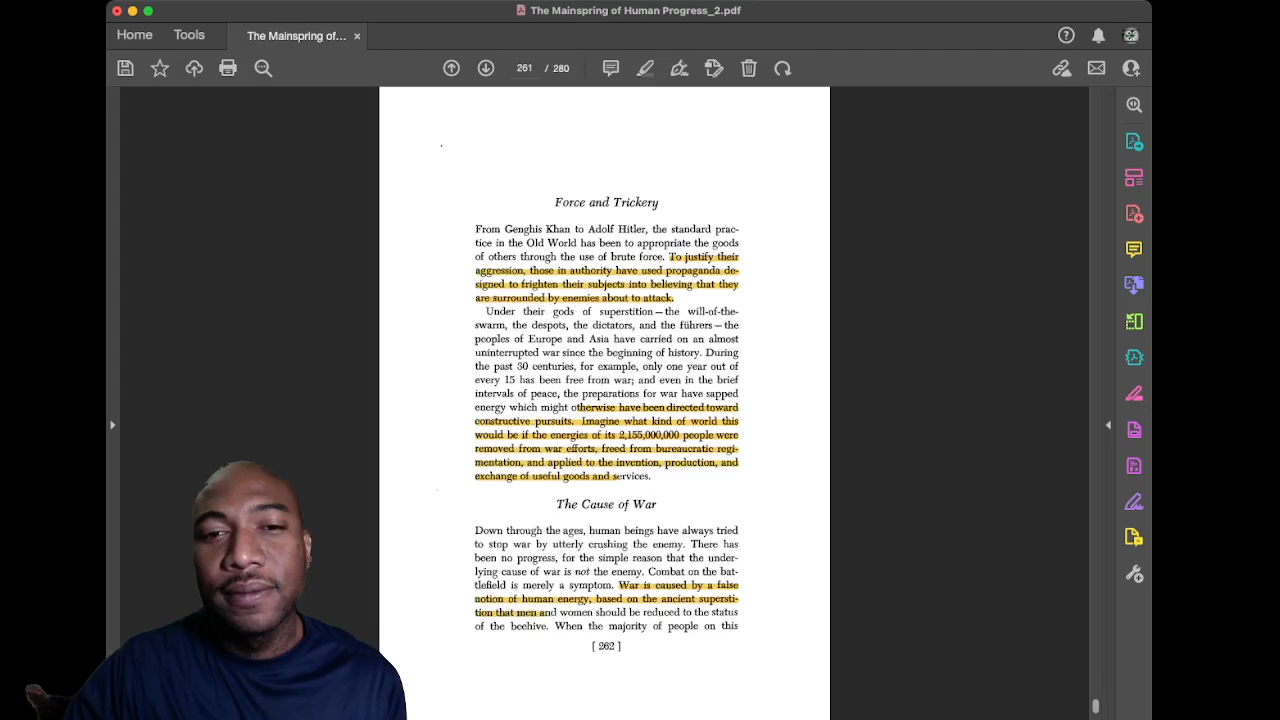 The Mainspring of Human Progress_2.pdf
Home
Tools
The Mainspring of...
261 / 280
Force and Trickery
From Genghis Khan to Adolf Hitler, the standard prac-
tice in the Old World has been to appropriate the goods
of others through the use of brute force. To justify their
aggression, those in authority have used propaganda de-
signed to frighten their subjects into believing that they
are surrounded by enemies about to attack.
Under their gods of superstition — the will-of-the-
swarm, the despots, the dictators, and the führers — the
peoples of Europe and Asia have carried on an almost
uninterrupted war since the beginning of history. During
the past 30 centuries, for example, only one year out of
every 15 has been free from war; and even in the brief
intervals of peace, the preparations for war have sapped
energy which might otherwise have been directed toward
constructive pursuits. Imagine what kind of world this
would be if the energies of its 2,155,000,000 people were
removed from war efforts, freed from bureaucratic regi-
mentation, and applied to the invention, production, and
exchange of useful goods and services.
The Cause of War
Down through the ages, human beings have always tried
to stop war by utterly crushing the enemy. There has
been no progress, for the simple reason that the under-
lying cause of war is not the enemy. Combat on the bat-
tlefield is merely a symptom. War is caused by a false
notion of human energy, based on the ancient supersti-
tion that men and women should be reduced to the status
of the beehive. When the majority of people on this
[ 262 ]